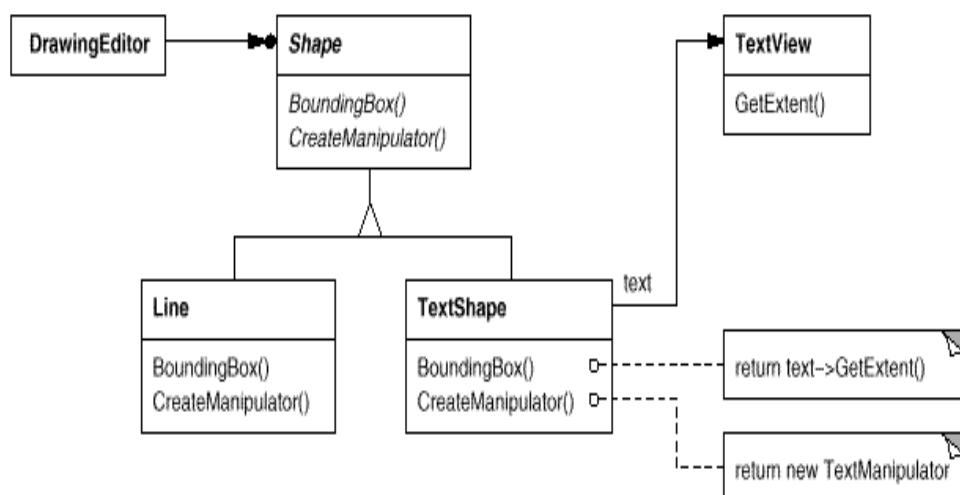 DrawingEditor
Shape
BoundingBox()
CreateManipulator()
TextView
GetExtent()
Line
BoundingBox()
CreateManipulator()
TextShape
BoundingBox()
CreateManipulator()
text
return text->GetExtent()
return new TextManipulator